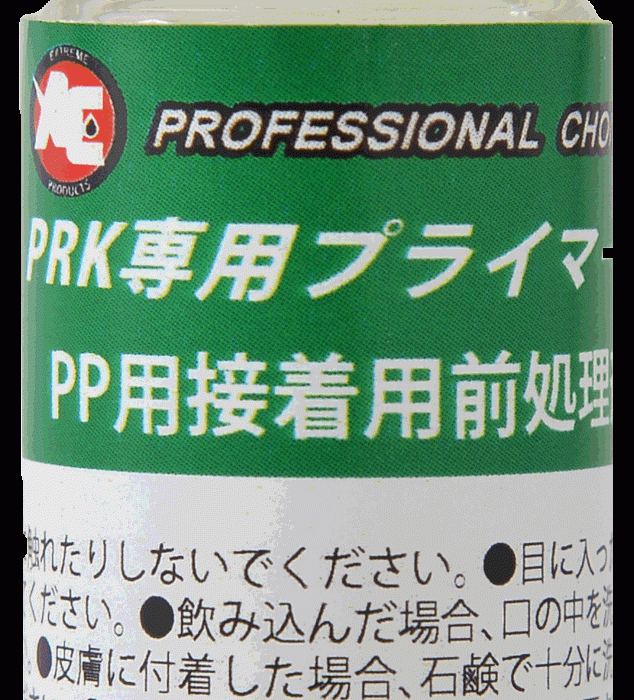 EXTREME
AE
PRODUCTS
PROFESSIONAL CHO
PRK専用プライマー
PP用接着用前処理
触れたりしないでください。●目に入っ
ください。●飲み込んだ場合、口の中を洗
●皮膚に付着した場合、石鹸で十分に洗